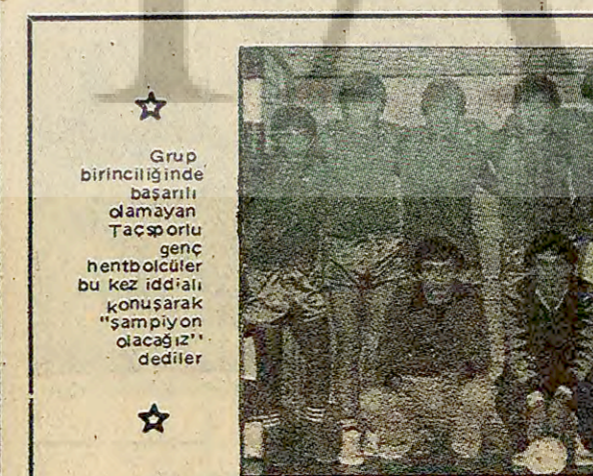 Grup
birinciliğinde
başarılı
olamayan
Taçsporlu
genç
hentbolcüler
bu kez iddialı
konuşarak
"şampiyon
olacağız"
dediler